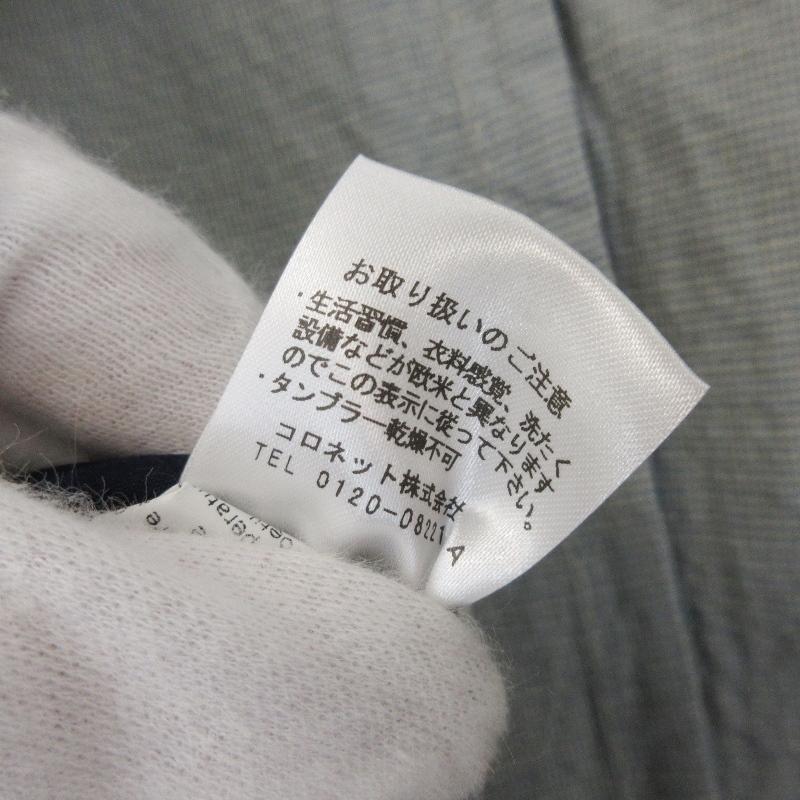 お取り扱いのご注意
・生活習慣、衣料感覚、洗たく
設備などが欧米と異なります
のでこの表示に従って下さい。
・タンブラー乾燥不可
コロネット株式会社
TEL 0120-0821
A